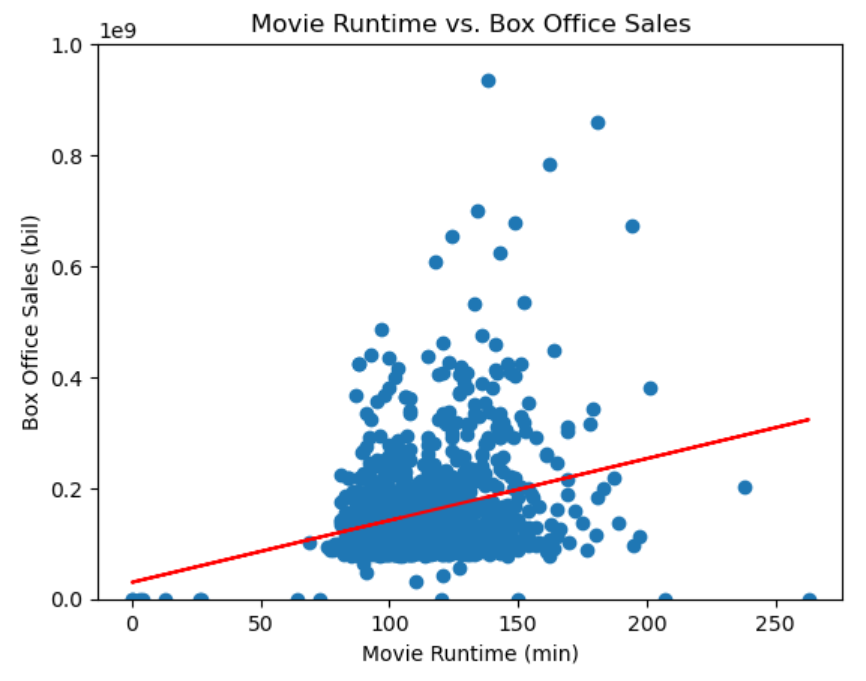 Movie Runtime vs. Box Office Sales
1e9
1.0
0.8
0.6
0.4
0.2
0.0
Box Office Sales (bil)
0 50 100 150 200 250
Movie Runtime (min)